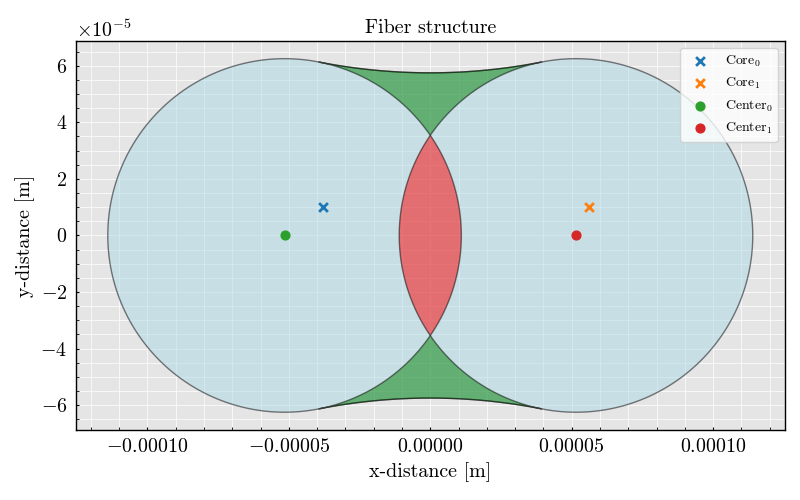 Fiber structure
×10⁻⁵
6
4
2
0
−2
−4
−6
y-distance [m]
−0.00010
−0.00005
0.00000
0.00005
0.00010
x-distance [m]
Core₀
Core₁
Center₀
Center₁